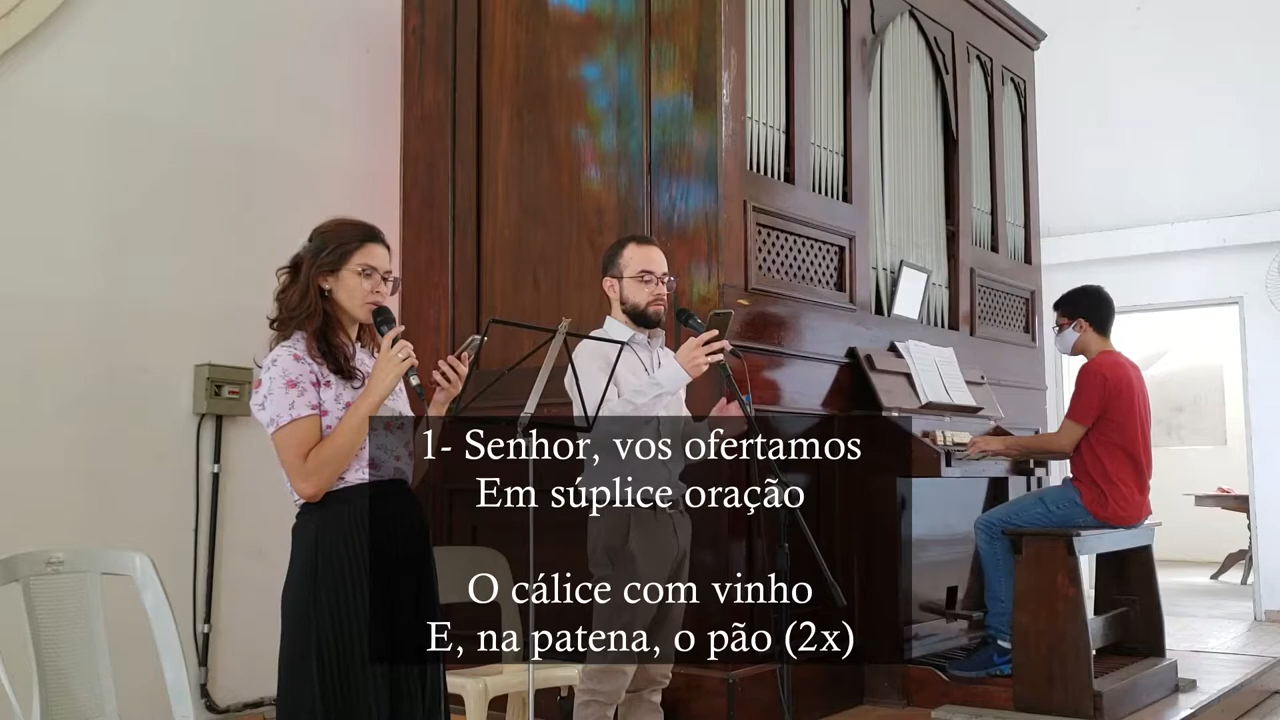 1- Senhor, vos ofertamos
Em súplice oração
O cálice com vinho
E, na patena, o pão (2x)